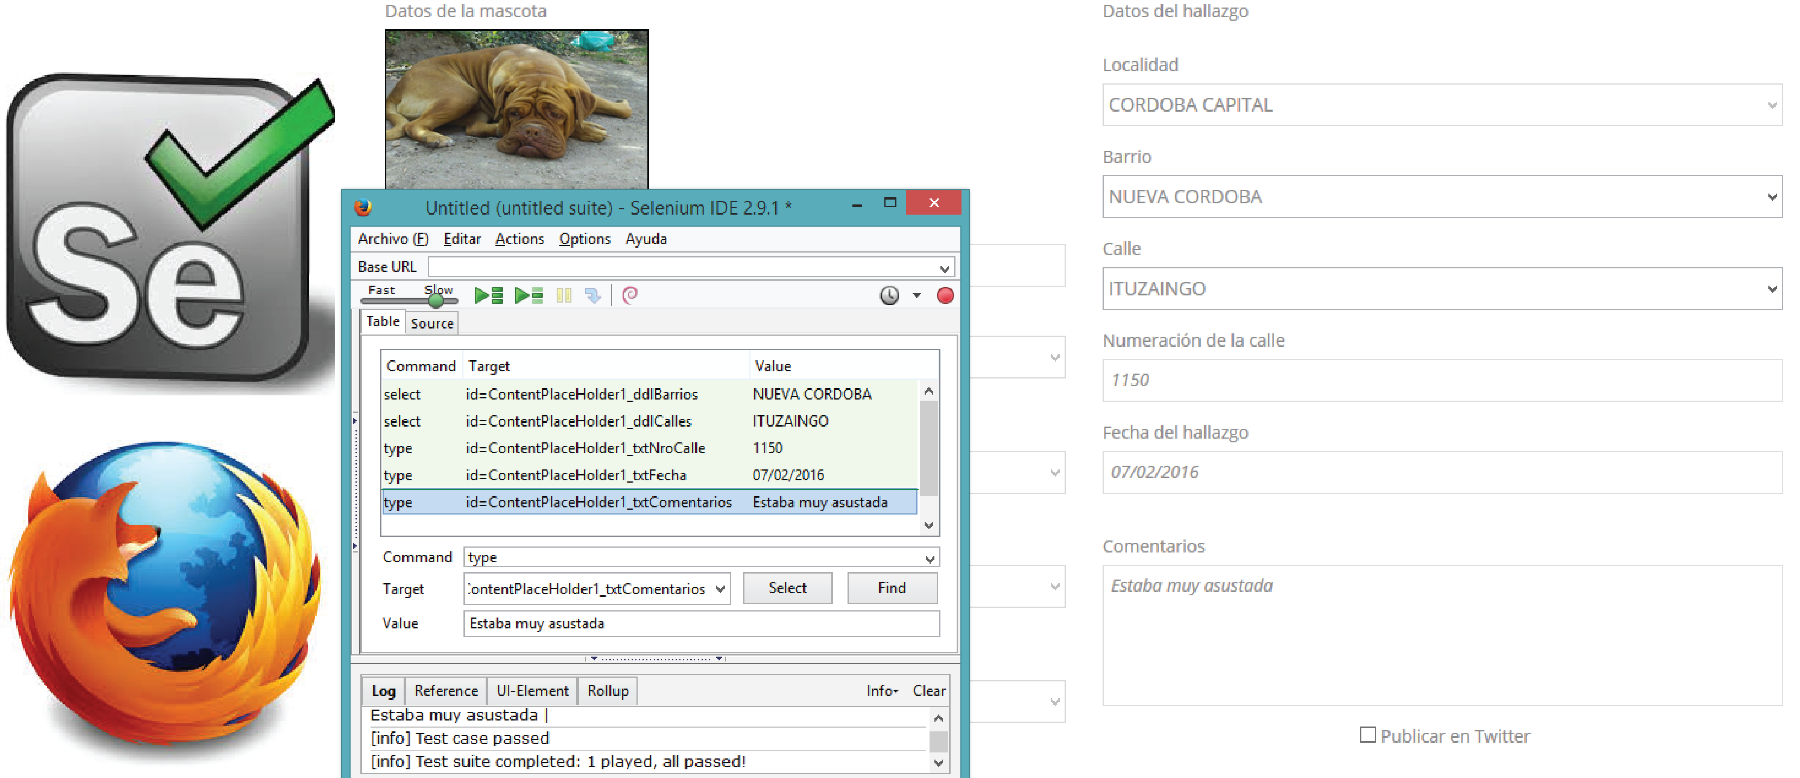 Se
Datos de la mascota
Untitled (untitled suite) - Selenium IDE 2.9.1 *
Archivo (F) Editar Actions Options Ayuda
Base URL
Fast Slow
Table Source
Command Target Value
select id=ContentPlaceHolder1_ddlBarrios NUEVA CORDOBA
select id=ContentPlaceHolder1_ddlCalles ITUZAINGO
type id=ContentPlaceHolder1_txtNroCalle 1150
type id=ContentPlaceHolder1_txtFecha 07/02/2016
type id=ContentPlaceHolder1_txtComentarios Estaba muy asustada
Command type
Target ContentPlaceHolder1_txtComentarios Select Find
Value Estaba muy asustada
Log Reference UI-Element Rollup Info Clear
Estaba muy asustada |
[info] Test case passed
[info] Test suite completed: 1 played, all passed!
Datos del hallazgo
Localidad
CORDOBA CAPITAL
Barrio
NUEVA CORDOBA
Calle
ITUZAINGO
Numeración de la calle
1150
Fecha del hallazgo
07/02/2016
Comentarios
Estaba muy asustada
Publicar en Twitter